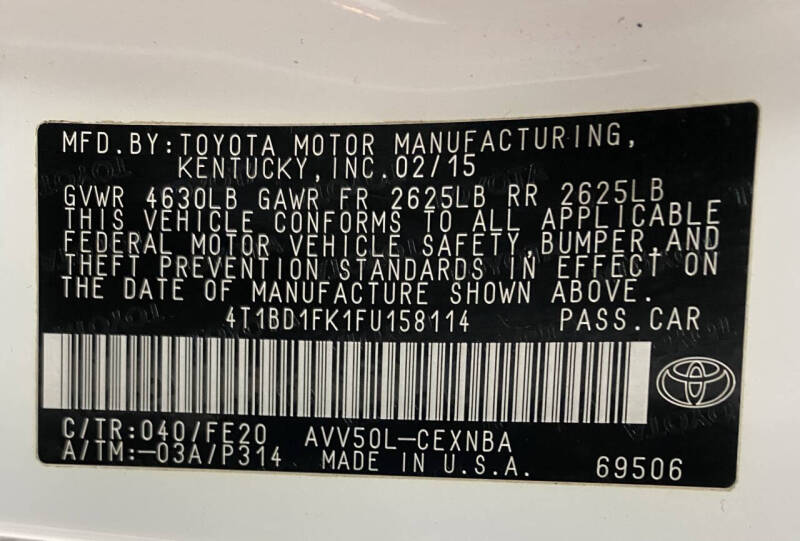 MFD.BY:TOYOTA MOTOR MANUFACTURING,
KENTUCKY,INC.02/15
GVWR 4630LB GAWR FR 2625LB RR 2625LB
THIS VEHICLE CONFORMS TO ALL APPLICABLE
FEDERAL MOTOR VEHICLE SAFETY,BUMPER,AND
THEFT PREVENTION STANDARDS IN EFFECT ON
THE DATE OF MANUFACTURE SHOWN ABOVE.
4T1BD1FK1FU158114 PASS.CAR
C/TR:040/FE20 AVV50L-CEXNBA
A/TM:-03A/P314 MADE IN U.S.A. 69506